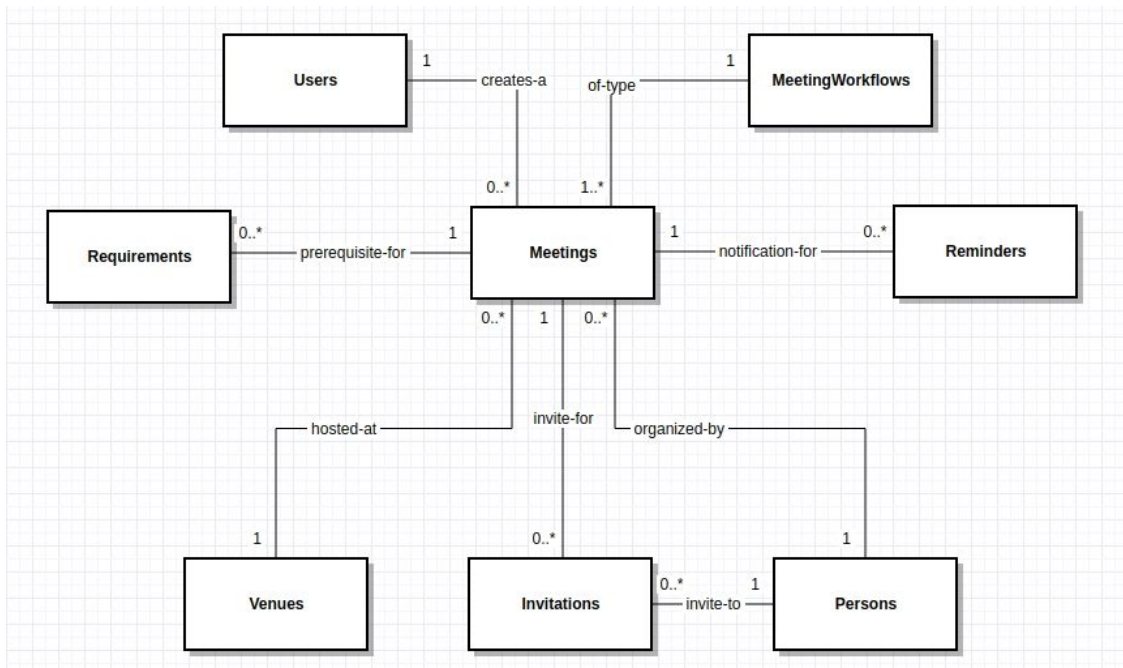 Users
1
creates-a
0..*
MeetingWorkflows
1
of-type
1..*
Requirements
0..*
prerequisite-for
1
Meetings
1
notification-for
0..*
Reminders
0..*
1
0..*
hosted-at
invite-for
organized-by
1
0..*
1
Venues
Invitations
0..*
invite-to
1
Persons